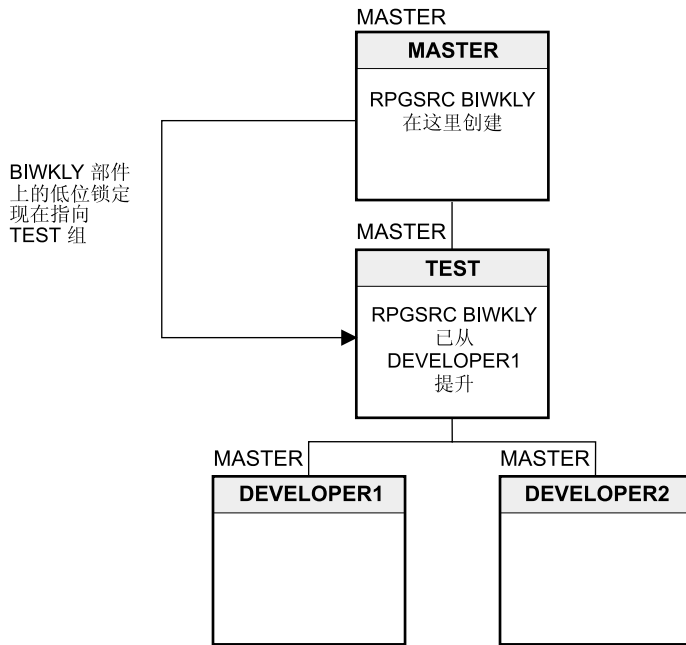 MASTER
MASTER
RPGSRC BIWKLY
在这里创建
BIWKLY 部件
上的低位锁定
现在指向
TEST 组
MASTER
TEST
RPGSRC BIWKLY
已从
DEVELOPER1
提升
MASTER
MASTER
DEVELOPER1
DEVELOPER2